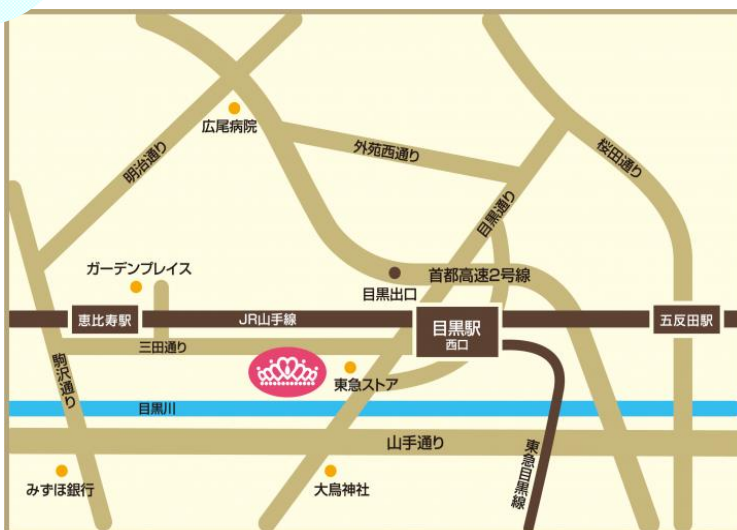 広尾病院
明治通り
外苑西通り
桜田通り
目黒通り
ガーデンプレイス
目黒出口
首都高速2号線
恵比寿駅
JR山手線
目黒駅
西口
五反田駅
三田通り
駒沢通り
東急ストア
目黒川
山手通り
東急目黒線
みずほ銀行
大鳥神社